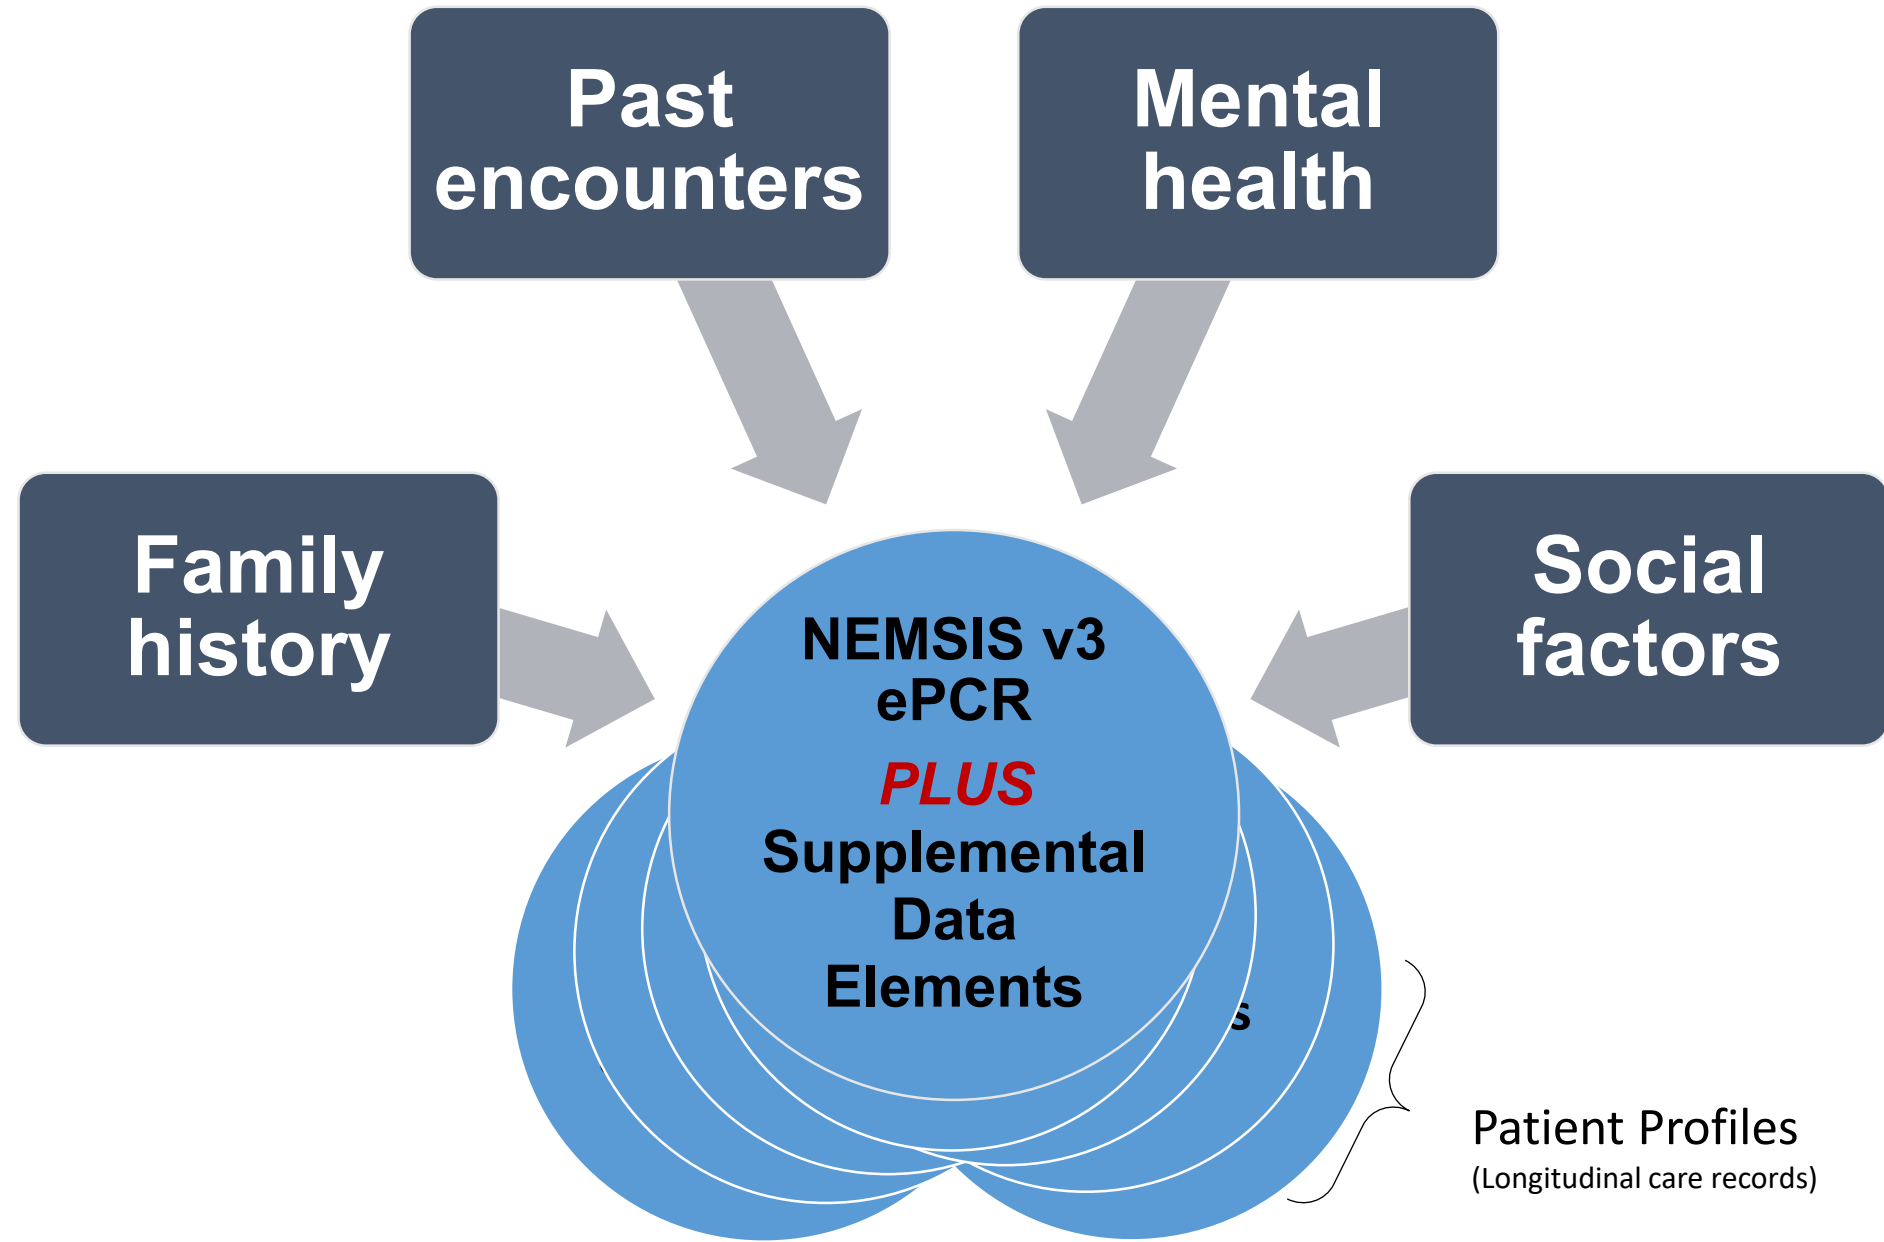 Past
encounters
Mental
health
Family
history
Social
factors
NEMSIS v3
ePCR
PLUS
Supplemental
Data
Elements
s
Patient Profiles
(Longitudinal care records)